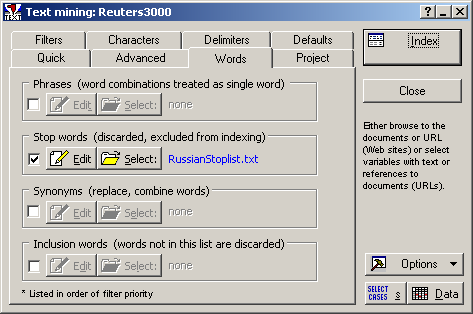 Text mining: Reuters3000
Filters Characters Delimiters Defaults
Quick Advanced Words Project
Phrases (word combinations treated as single word)
Edit Select: none
Stop words (discarded, excluded from indexing)
Edit Select: RussianStoplist.txt
Synonyms (replace, combine words)
Edit Select: none
Inclusion words (words not in this list are discarded)
Edit Select: none
* Listed in order of filter priority
Index
Close
Either browse to the
documents or URL
(Web sites) or select
variables with text or
references to
documents (URLs).
Options
SELECT
CASES S
Data